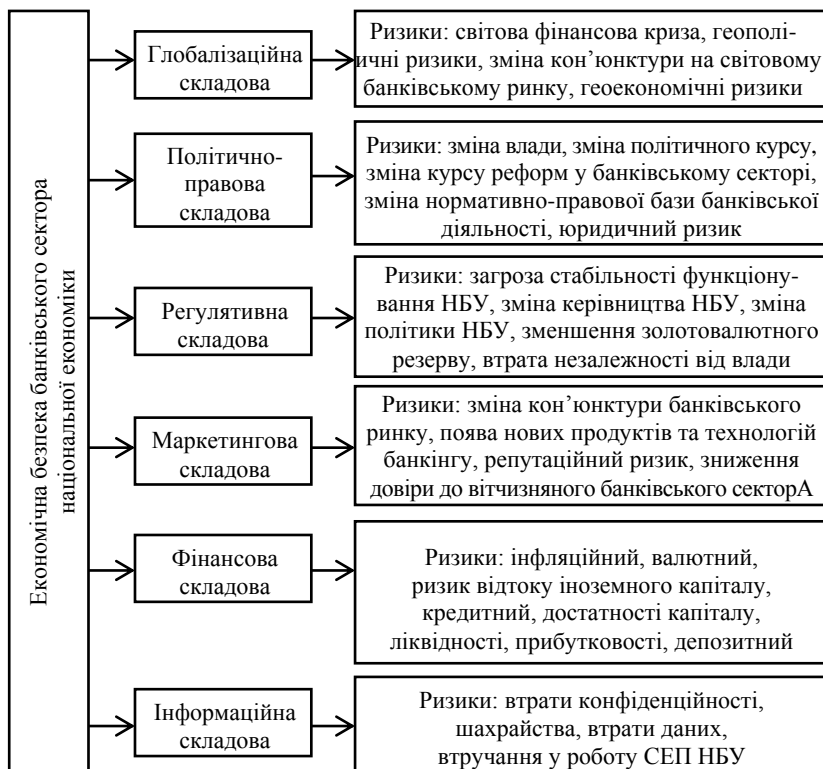 Економічна безпека банківського сектора
національної економіки
Глобалізаційна
складова
Ризики: світова фінансова криза, геополі-
ичні ризики, зміна кон’юнктури на світовому
банківському ринку, геоекономічні ризики
Політично-
правова
складова
Ризики: зміна влади, зміна політичного курсу,
зміна курсу реформ у банківському секторі,
зміна нормативно-правової бази банківської
діяльності, юридичний ризик
Регулятивна
складова
Ризики: загроза стабільності функціону-
вання НБУ, зміна керівництва НБУ, зміна
політики НБУ, зменшення золотовалютного
резерву, втрата незалежності від влади
Маркетингова
складова
Ризики: зміна кон’юнктури банківського
ринку, поява нових продуктів та технологій
банкінгу, репутаційний ризик, зниження
довіри до вітчизняного банківського секторА
Фінансова
складова
Ризики: інфляційний, валютний,
ризик відтоку іноземного капіталу,
кредитний, достатності капіталу,
ліквідності, прибутковості, депозитний
Інформаційна
складова
Ризики: втрати конфіденційності,
шахрайства, втрати даних,
втручання у роботу СЕП НБУ